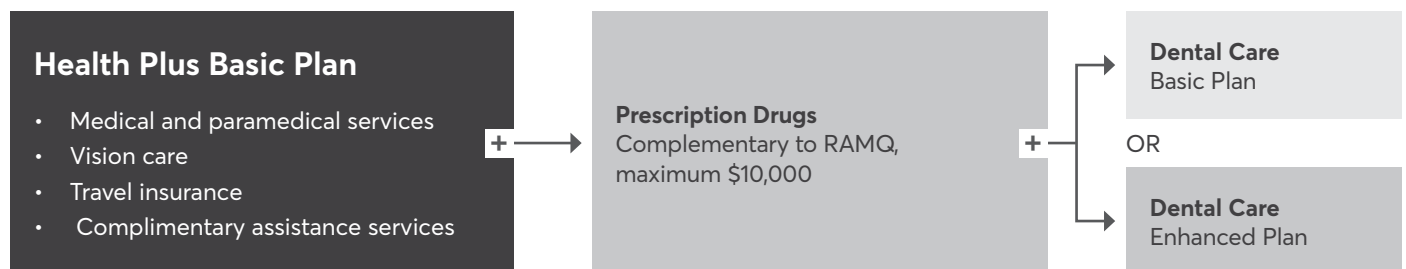 Health Plus Basic Plan
• Medical and paramedical services
• Vision care
• Travel insurance
• Complimentary assistance services
+
Prescription Drugs
Complementary to RAMQ,
maximum $10,000
+
Dental Care
Basic Plan
OR
Dental Care
Enhanced Plan